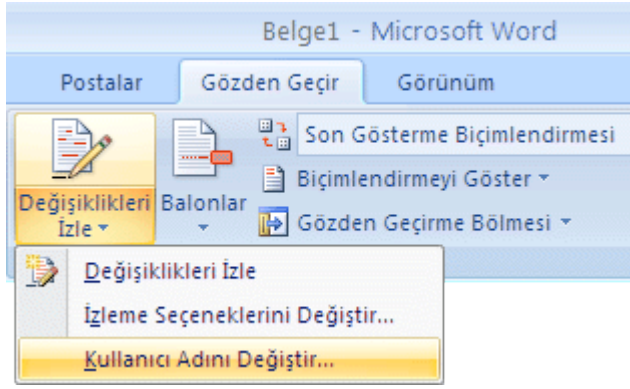 Belge1 - Microsoft Word
Postalar Gözden Geçir Görünüm
Son Gösterme Biçimlendirmesi
Biçimlendirmeyi Göster
Gözden Geçirme Bölmesi
Değişiklikleri İzle
Balonlar
Değişiklikleri İzle
İzleme Seçeneklerini Değiştir...
Kullanıcı Adını Değiştir...